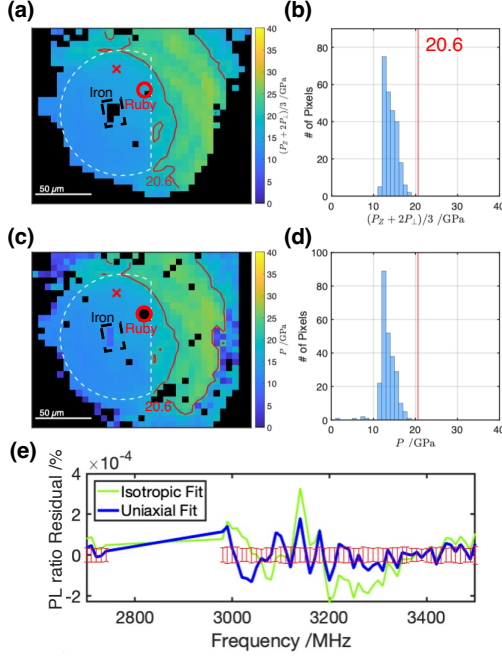 (a)
Iron
Ruby
20.6
50 μm
40
35
30
25
20
15
10
5
0
(P_Z + 2P_⊥)/3 /GPa
(b)
20.6
80
60
40
20
0
# of Pixels
0 10 20 30 40
(P_Z + 2P_⊥)/3 /GPa
(c)
Iron
Ruby
20.6
50 μm
40
35
30
25
20
15
10
5
0
P /GPa
(d)
100
80
60
40
20
0
# of Pixels
0 10 20 30 40
P /GPa
(e)
×10⁻⁴
PL ratio Residual /%
4
2
0
-2
Isotropic Fit
Uniaxial Fit
2800 3000 3200 3400
Frequency /MHz